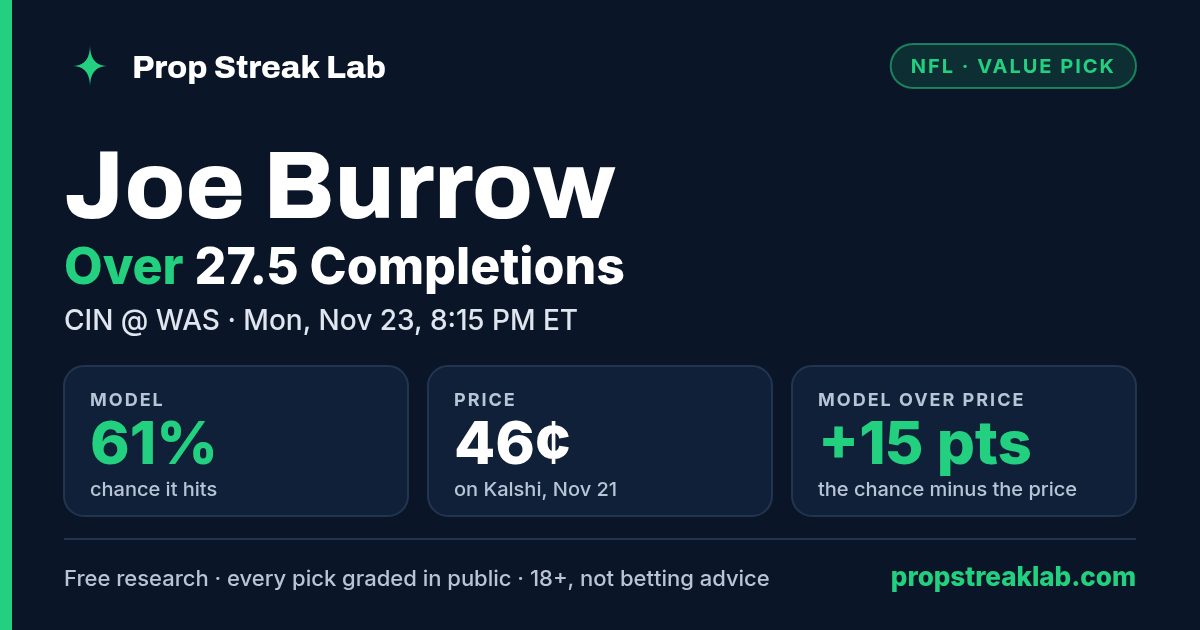 Prop Streak Lab
NFL · VALUE PICK
Joe Burrow
Over 27.5 Completions
CIN @ WAS · Mon, Nov 23, 8:15 PM ET
MODEL
61%
chance it hits
PRICE
46¢
on Kalshi, Nov 21
MODEL OVER PRICE
+15 pts
the chance minus the price
Free research · every pick graded in public · 18+, not betting advice
propstreaklab.com